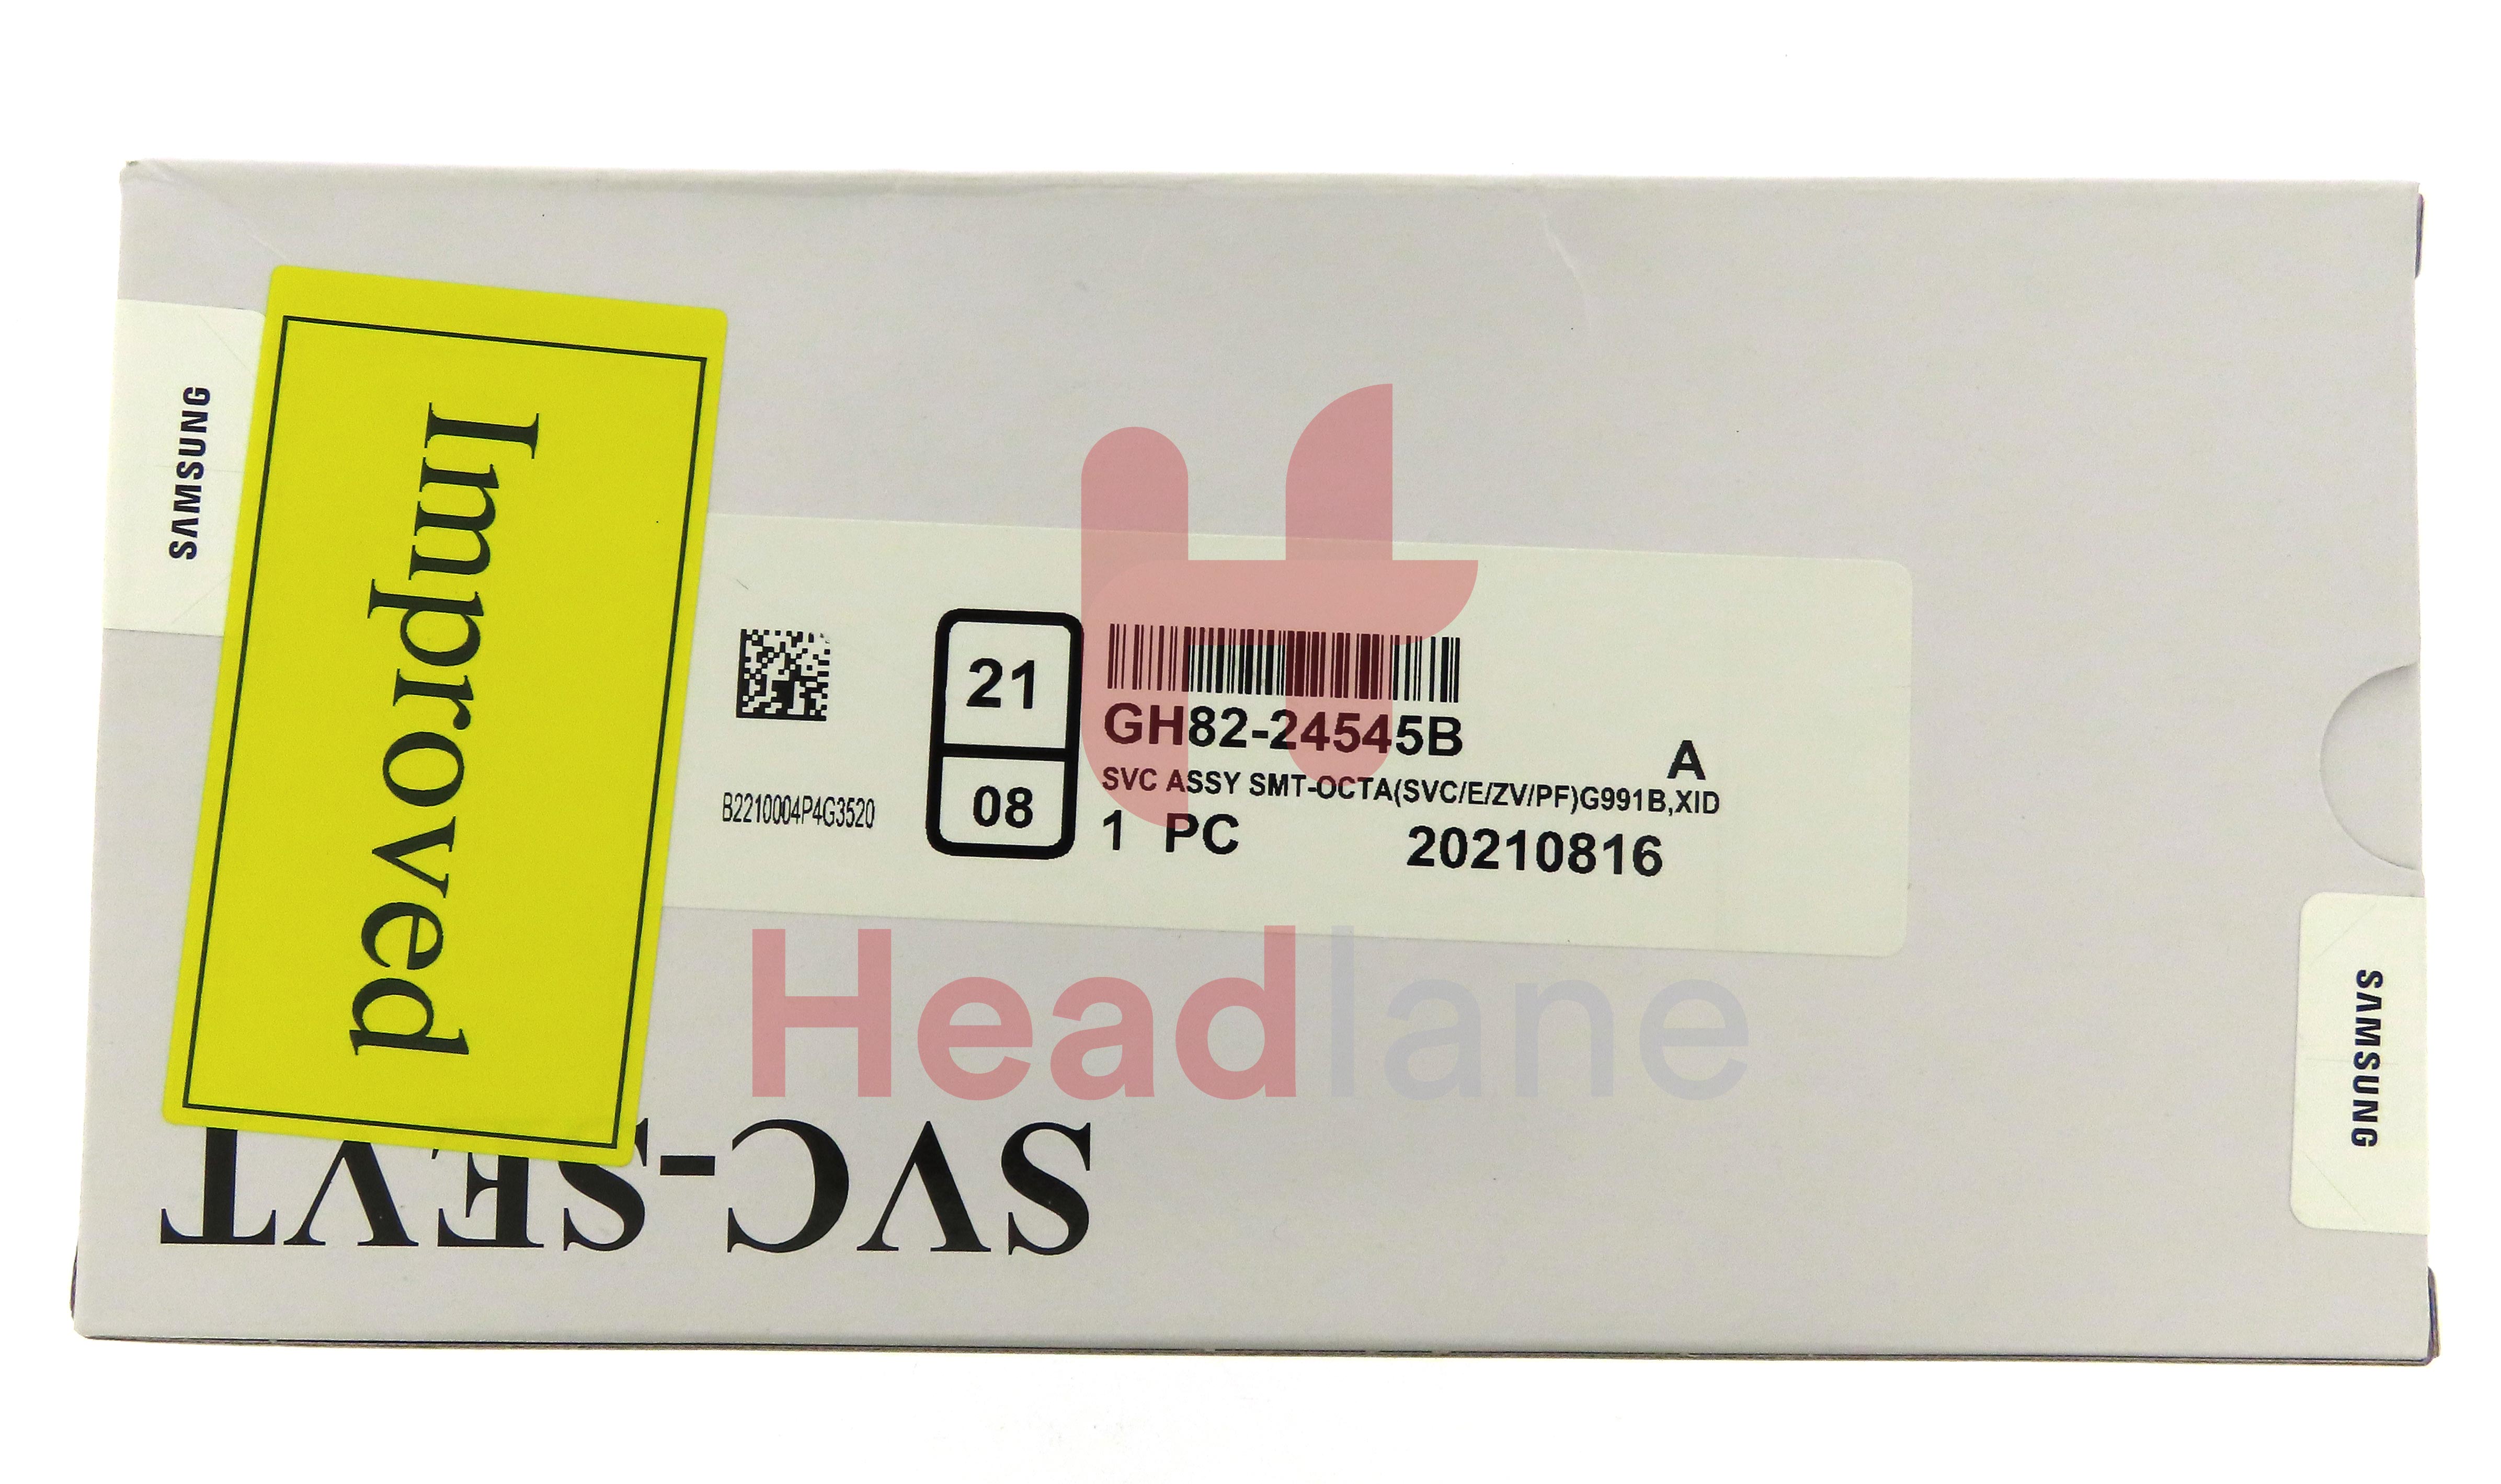 SAMSUNG
Improved
B2210004P4G3520
21
08
GH82-24545B
A
SVC ASSY SMT-OCTA(SVC/E/ZV/PF)G991B,XID
1 PC
20210816
Headlane
SVC-SEVT
SAMSUNG